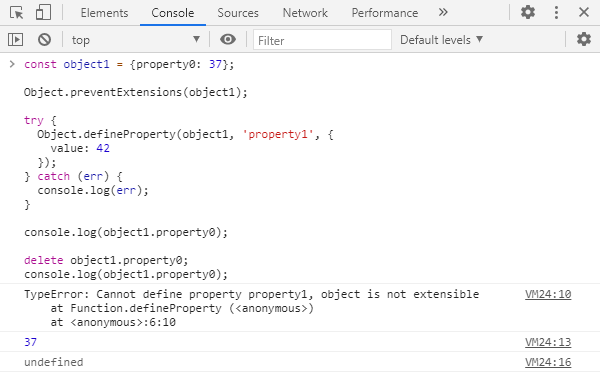 Elements Console Sources Network Performance »
top ▼ Filter Default levels ▼
> const object1 = {property0: 37};
Object.preventExtensions(object1);
try {
  Object.defineProperty(object1, 'property1', {
    value: 42
  });
} catch (err) {
  console.log(err);
}
console.log(object1.property0);
delete object1.property0;
console.log(object1.property0);
TypeError: Cannot define property property1, object is not extensible VM24:10
    at Function.defineProperty (<anonymous>)
    at <anonymous>:6:10
37 VM24:13
undefined VM24:16